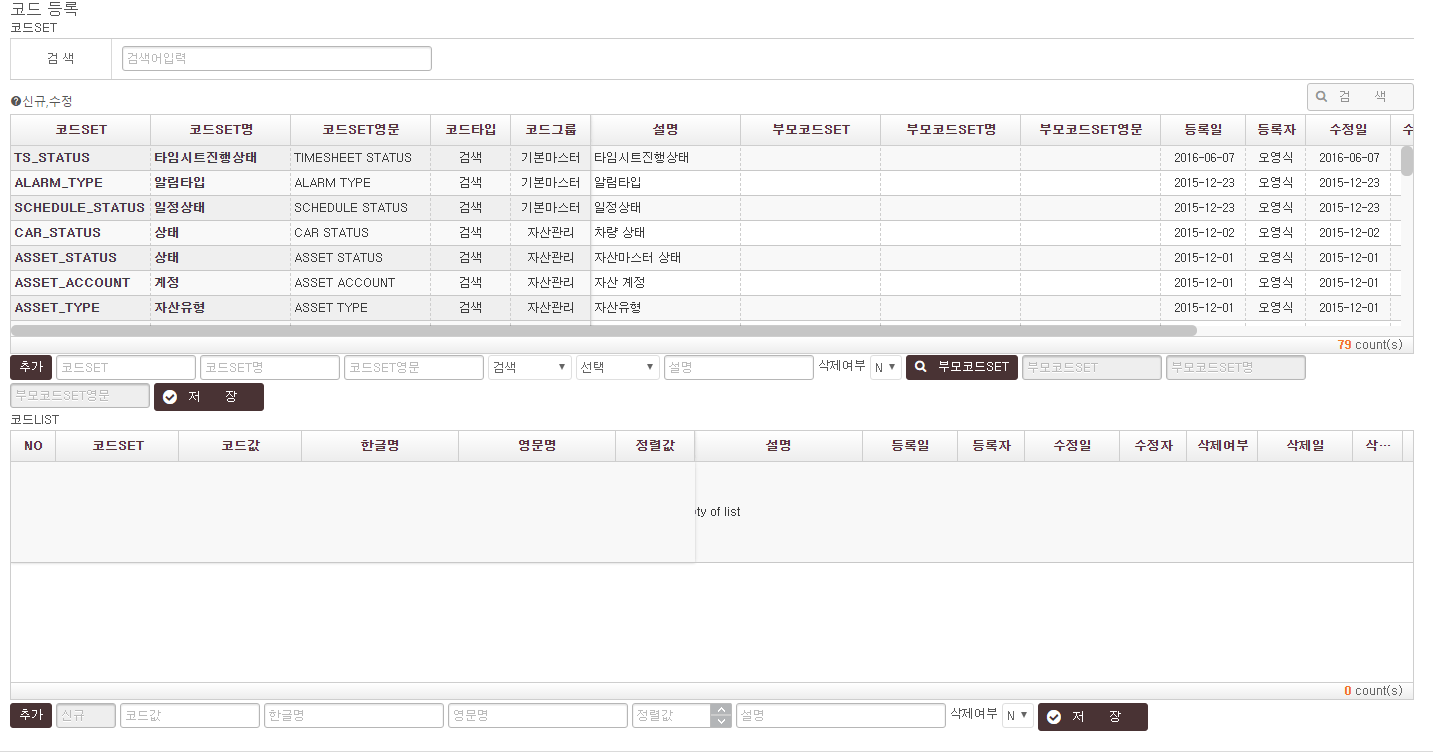 코드 등록
코드SET
검 색 검색어입력
신규,수정
검 색
코드SET 코드SET명 코드SET영문 코드타입 코드그룹 설명 부모코드SET 부모코드SET명 부모코드SET영문 등록일 등록자 수정일 수
TS_STATUS 타임시트진행상태 TIMESHEET STATUS 검색 기본마스터 타임시트진행상태 2016-06-07 오영식 2016-06-07
ALARM_TYPE 알림타입 ALARM TYPE 검색 기본마스터 알림타입 2015-12-23 오영식 2015-12-23
SCHEDULE_STATUS 일정상태 SCHEDULE STATUS 검색 기본마스터 일정상태 2015-12-23 오영식 2015-12-23
CAR_STATUS 상태 CAR STATUS 검색 자산관리 차량 상태 2015-12-02 오영식 2015-12-02
ASSET_STATUS 상태 ASSET STATUS 검색 자산관리 자산마스터 상태 2015-12-01 오영식 2015-12-01
ASSET_ACCOUNT 계정 ASSET ACCOUNT 검색 자산관리 자산 계정 2015-12-01 오영식 2015-12-01
ASSET_TYPE 자산유형 ASSET TYPE 검색 자산관리 자산유형 2015-12-01 오영식 2015-12-01
79 count(s)
추가 코드SET 코드SET명 코드SET영문 검색 선택 설명 삭제여부 N 부모코드SET 부모코드SET 부모코드SET명
부모코드SET영문 저 장
코드LIST
NO 코드SET 코드값 한글명 영문명 정렬값 설명 등록일 등록자 수정일 수정자 삭제여부 삭제일 삭…
ty of list
0 count(s)
추가 신규 코드값 한글명 영문명 정렬값 설명 삭제여부 N 저 장